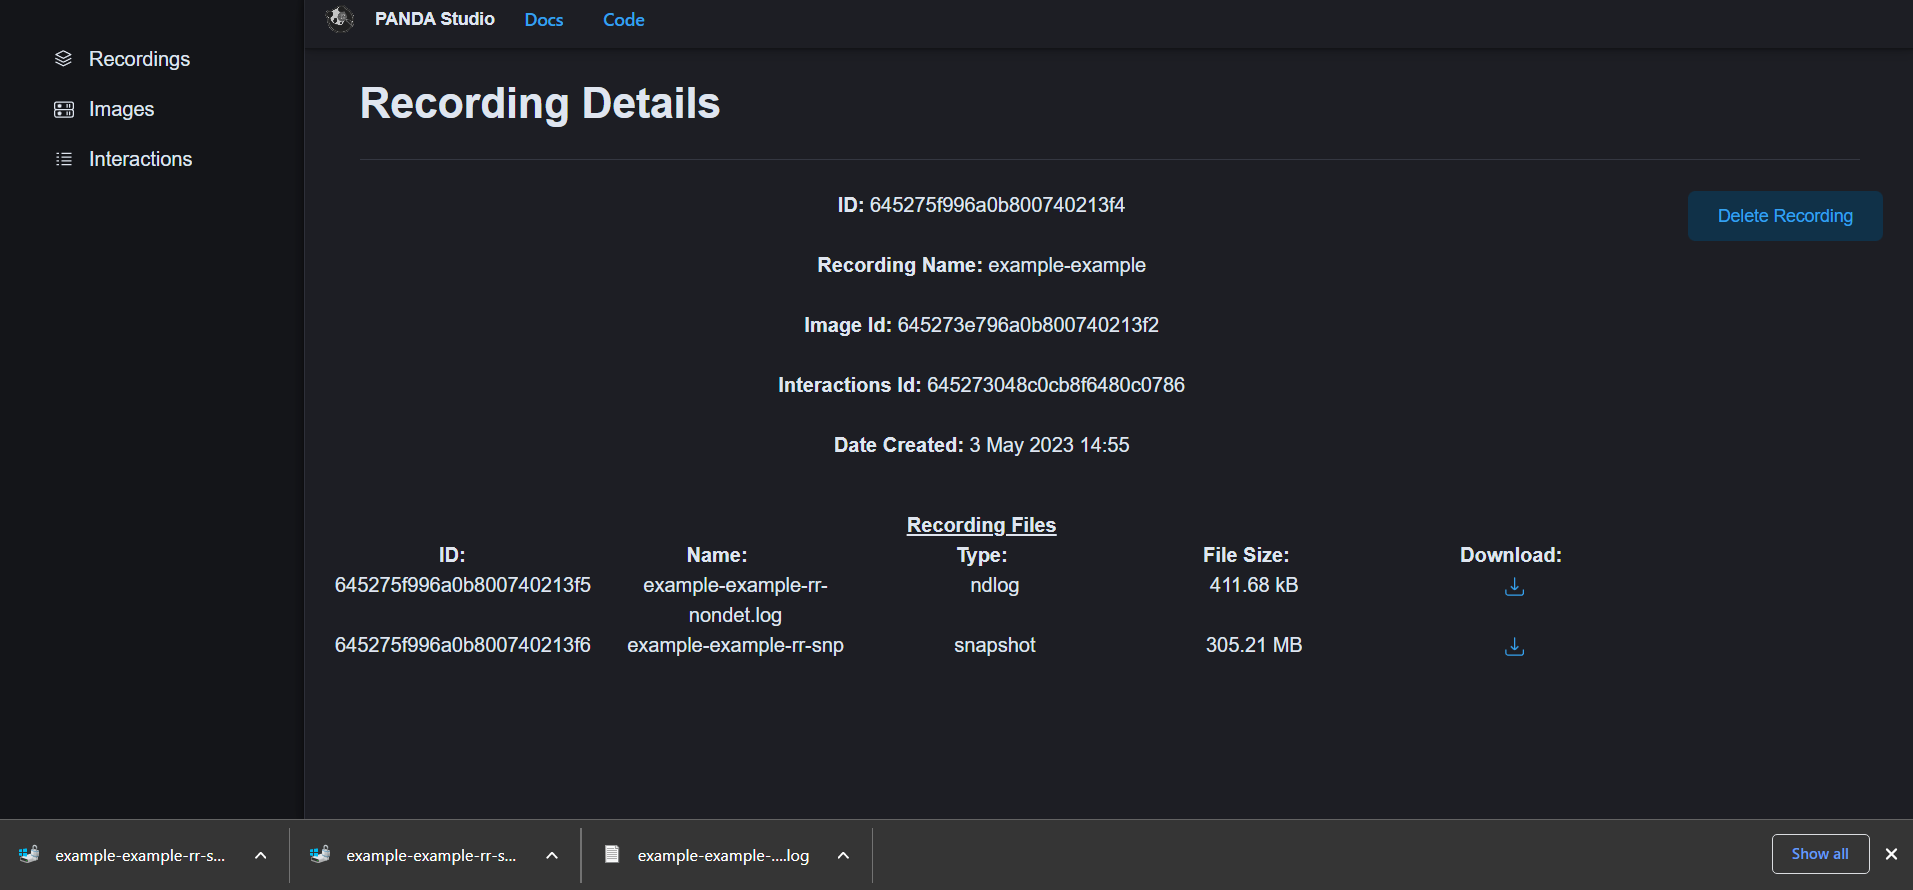 PANDA Studio Docs Code
Recordings
Images
Interactions
Recording Details
ID: 645275f996a0b800740213f4
Delete Recording
Recording Name: example-example
Image Id: 645273e796a0b800740213f2
Interactions Id: 645273048c0cb8f6480c0786
Date Created: 3 May 2023 14:55
Recording Files
ID: Name: Type: File Size: Download:
645275f996a0b800740213f5 example-example-rr- ndlog 411.68 kB
nondet.log
645275f996a0b800740213f6 example-example-rr-snp snapshot 305.21 MB
example-example-rr-s... example-example-rr-s... example-example-....log Show all